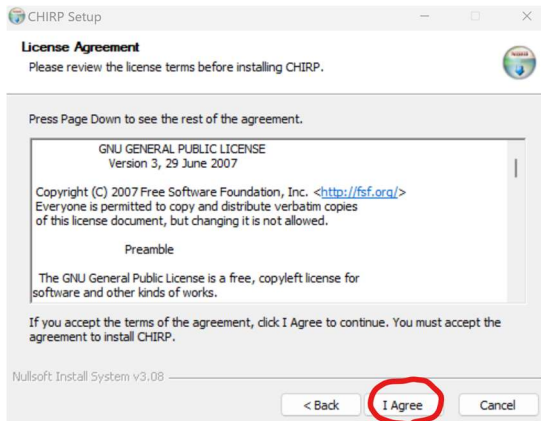 CHIRP Setup
License Agreement
Please review the license terms before installing CHIRP.
Press Page Down to see the rest of the agreement.
GNU GENERAL PUBLIC LICENSE
Version 3, 29 June 2007
Copyright (C) 2007 Free Software Foundation, Inc. <http://fsf.org/>
Everyone is permitted to copy and distribute verbatim copies
of this license document, but changing it is not allowed.
Preamble
The GNU General Public License is a free, copyleft license for
software and other kinds of works.
If you accept the terms of the agreement, click I Agree to continue. You must accept the
agreement to install CHIRP.
Nullsoft Install System v3.08
< Back I Agree Cancel